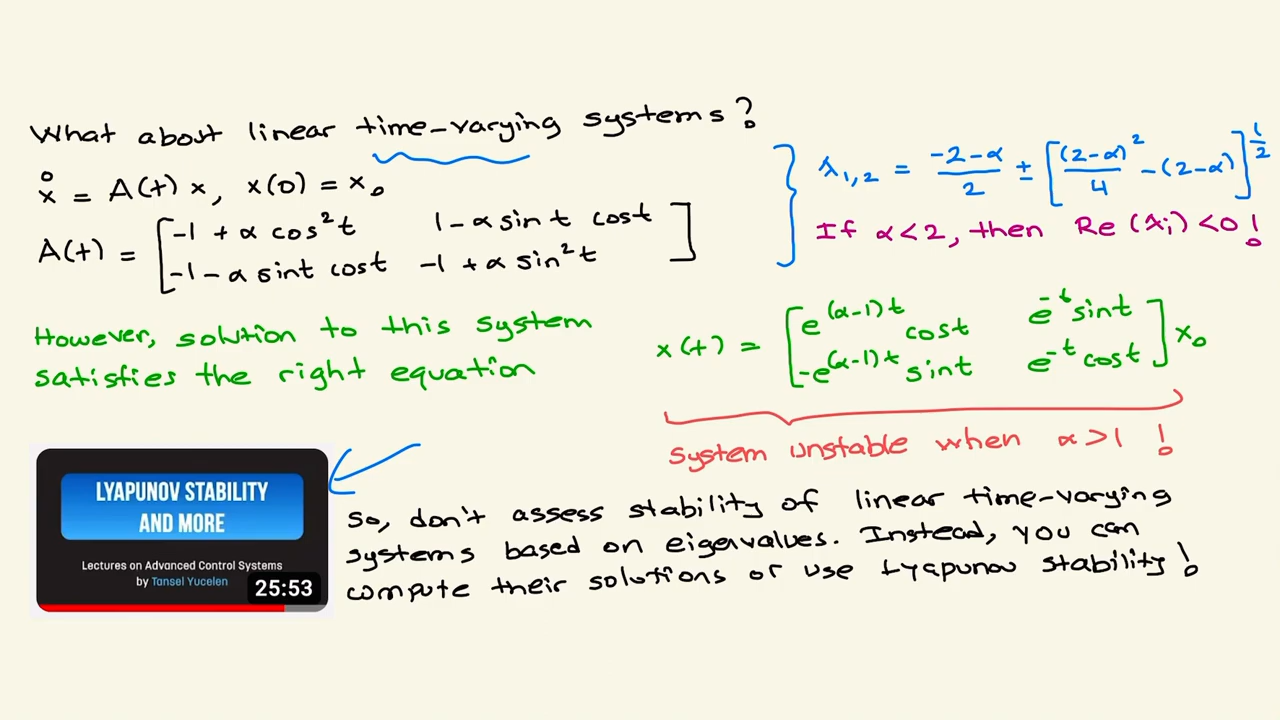 What about linear time-varying systems?
ẋ = A(t) x, x(0) = x₀
A(t) = [-1 + α cos²t   1 - α sin t cos t
-1 - α sin t cos t   -1 + α sin²t]
λ₁,₂ = (-2-α)/2 ± [(2-α)²/4 - (2-α)]^(1/2)
If α<2, then Re(λᵢ)<0!
However, solution to this system
satisfies the right equation
x(t) = [e^(α-1)t cos t   e^-t sin t
-e^(α-1)t sin t   e^-t cos t] x₀
system unstable when α>1!
LYAPUNOV STABILITY
AND MORE
Lectures on Advanced Control Systems
by Tansel Yucelen
25:53
So, don't assess stability of linear time-varying
systems based on eigenvalues. Instead, you can
compute their solutions or use Lyapunov stability!